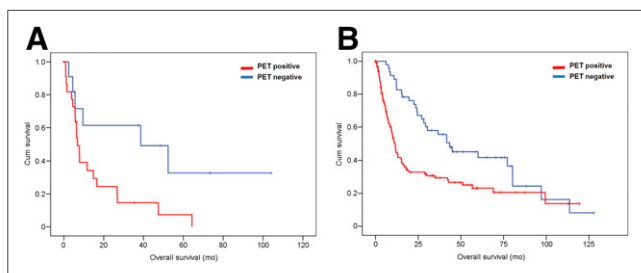 A
PET positive
PET negative
Cum survival
1.0
0.8
0.6
0.4
0.2
0.0
0 20 40 60 80 100 120
Overall survival (mo)
B
PET positive
PET negative
Cum survival
1.0
0.8
0.6
0.4
0.2
0.0
0 25 50 75 100 125
Overall survival (mo)